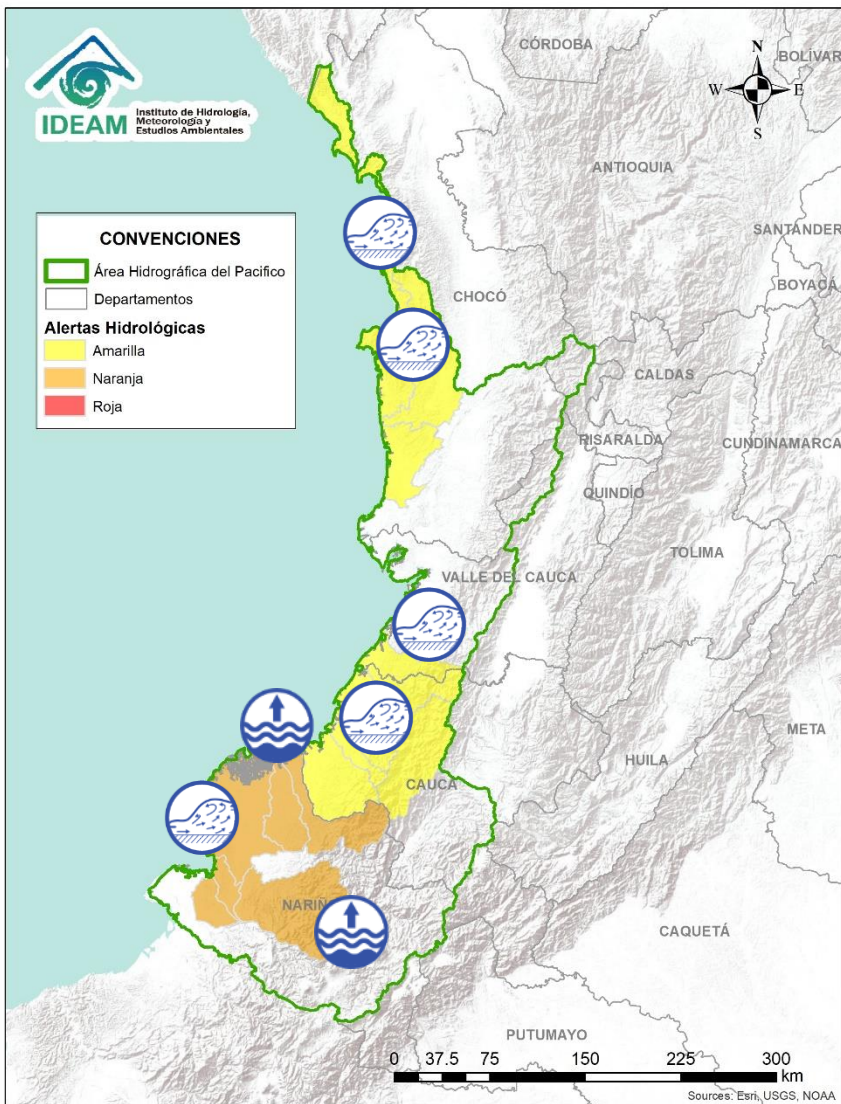 IDEAM
Instituto de Hidrología,
Meteorología y
Estudios Ambientales
CÓRDOBA
BOLÍVAR
N
W
E
S
ANTIOQUIA
SANTANDER
BOYACÁ
CONVENCIONES
Área Hidrográfica del Pacifico
Departamentos
Alertas Hidrológicas
Amarilla
Naranja
Roja
CHOCÓ
CALDAS
RISARALDA
CUNDINAMARCA
QUINDÍO
TOLIMA
VALLE DEL CAUCA
META
HUILA
CAUCA
NARIÑ
CAQUETÁ
PUTUMAYO
0 37.5 75 150 225 300
km
Sources: Esri, USGS, NOAA